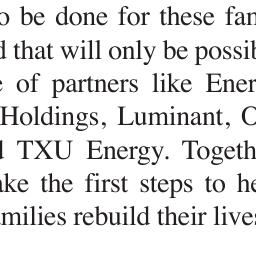 o be done for these fam
d that will only be possib
e of partners like Ener
Holdings, Luminant, O
d TXU Energy. Togeth
ake the first steps to he
amilies rebuild their lives